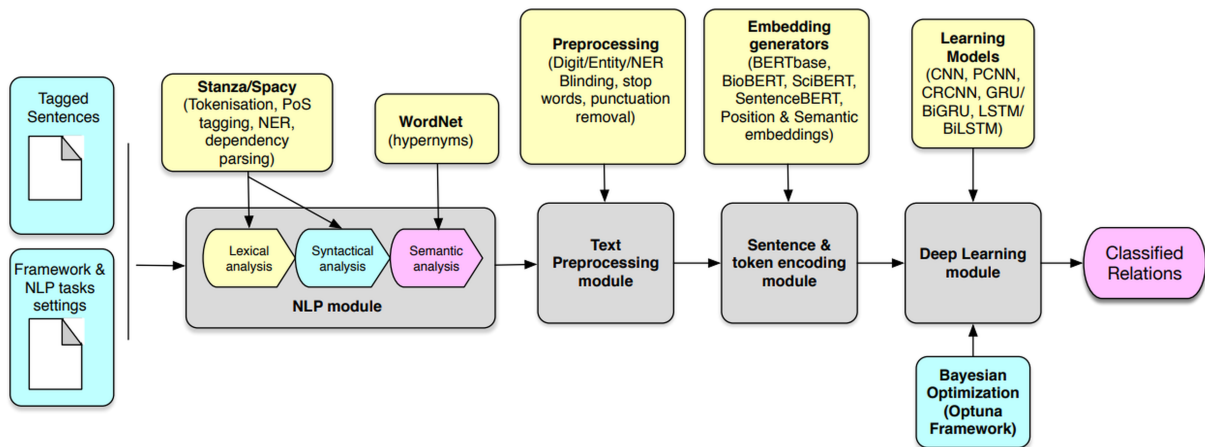 Tagged
Sentences
Framework &
NLP tasks
settings
Stanza/Spacy
(Tokenisation, PoS
tagging, NER,
dependency
parsing)
WordNet
(hypernyms)
Lexical
analysis
Syntactical
analysis
Semantic
analysis
NLP module
Preprocessing
(Digit/Entity/NER
Blinding, stop
words, punctuation
removal)
Text
Preprocessing
module
Embedding
generators
(BERTbase,
BioBERT, SciBERT,
SentenceBERT,
Position & Semantic
embeddings)
Sentence &
token encoding
module
Learning
Models
(CNN, PCNN,
CRCNN, GRU/
BiGRU, LSTM/
BiLSTM)
Deep Learning
module
Bayesian
Optimization
(Optuna
Framework)
Classified
Relations